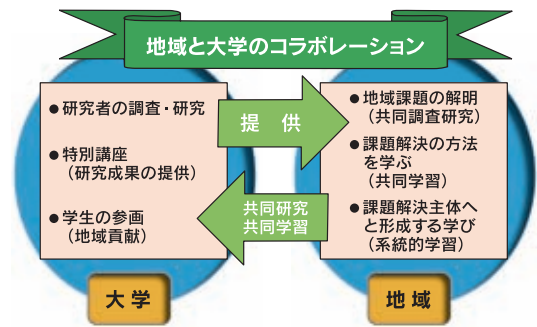 地域と大学のコラボレーション
●研究者の調査・研究
●特別講座
(研究成果の提供)
●学生の参画
(地域貢献)
提 供
共同研究
共同学習
●地域課題の解明
(共同調査研究)
●課題解決の方法
を学ぶ
(共同学習)
●課題解決主体へ
と形成する学び
(系統的学習)
大 学
地 域